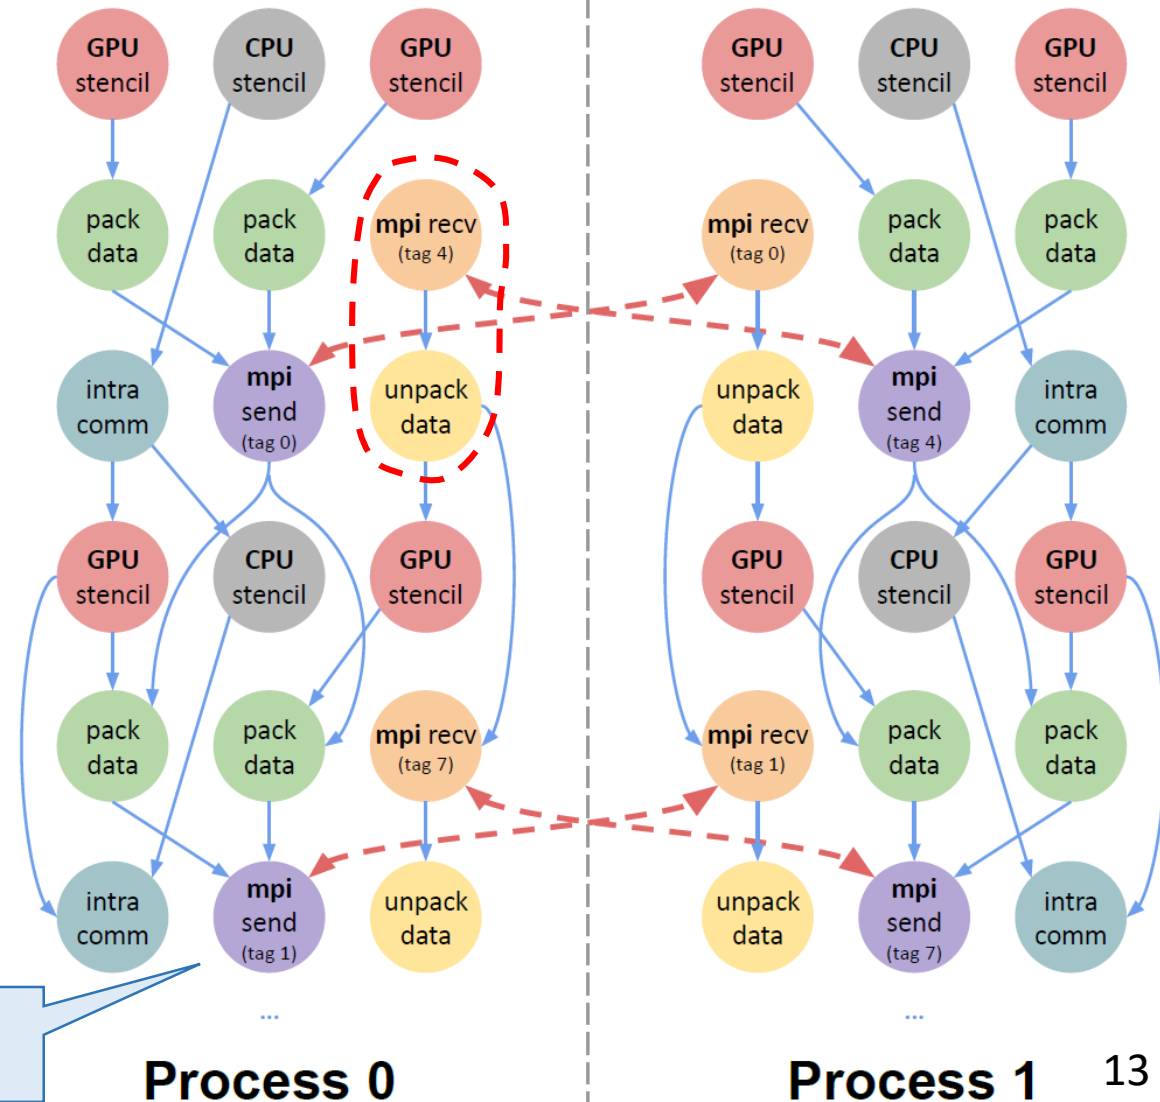 GPU
stencil
CPU
stencil
GPU
stencil
GPU
stencil
CPU
stencil
GPU
stencil
pack
data
pack
data
mpi recv
(tag 4)
mpi recv
(tag 0)
pack
data
pack
data
intra
comm
mpi
send
(tag 0)
unpack
data
unpack
data
mpi
send
(tag 4)
intra
comm
GPU
stencil
CPU
stencil
GPU
stencil
GPU
stencil
CPU
stencil
GPU
stencil
pack
data
pack
data
mpi recv
(tag 7)
mpi recv
(tag 1)
pack
data
pack
data
intra
comm
mpi
send
(tag 1)
unpack
data
unpack
data
mpi
send
(tag 7)
intra
comm
...
...
Process 0
Process 1
13